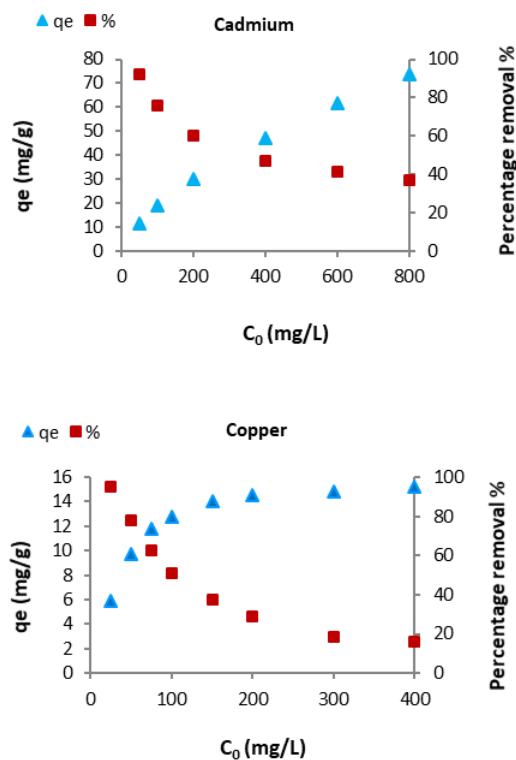 qe % Cadmium
80 100
70
80
60
50 60
40
30 40
20
20
10
0 0
0 200 400 600 800
qe (mg/g)
Percentage removal %
C₀ (mg/L)
qe % Copper
16 100
14
80
12
10 60
8
6 40
4
20
2
0 0
0 100 200 300 400
qe (mg/g)
Percentage removal %
C₀ (mg/L)